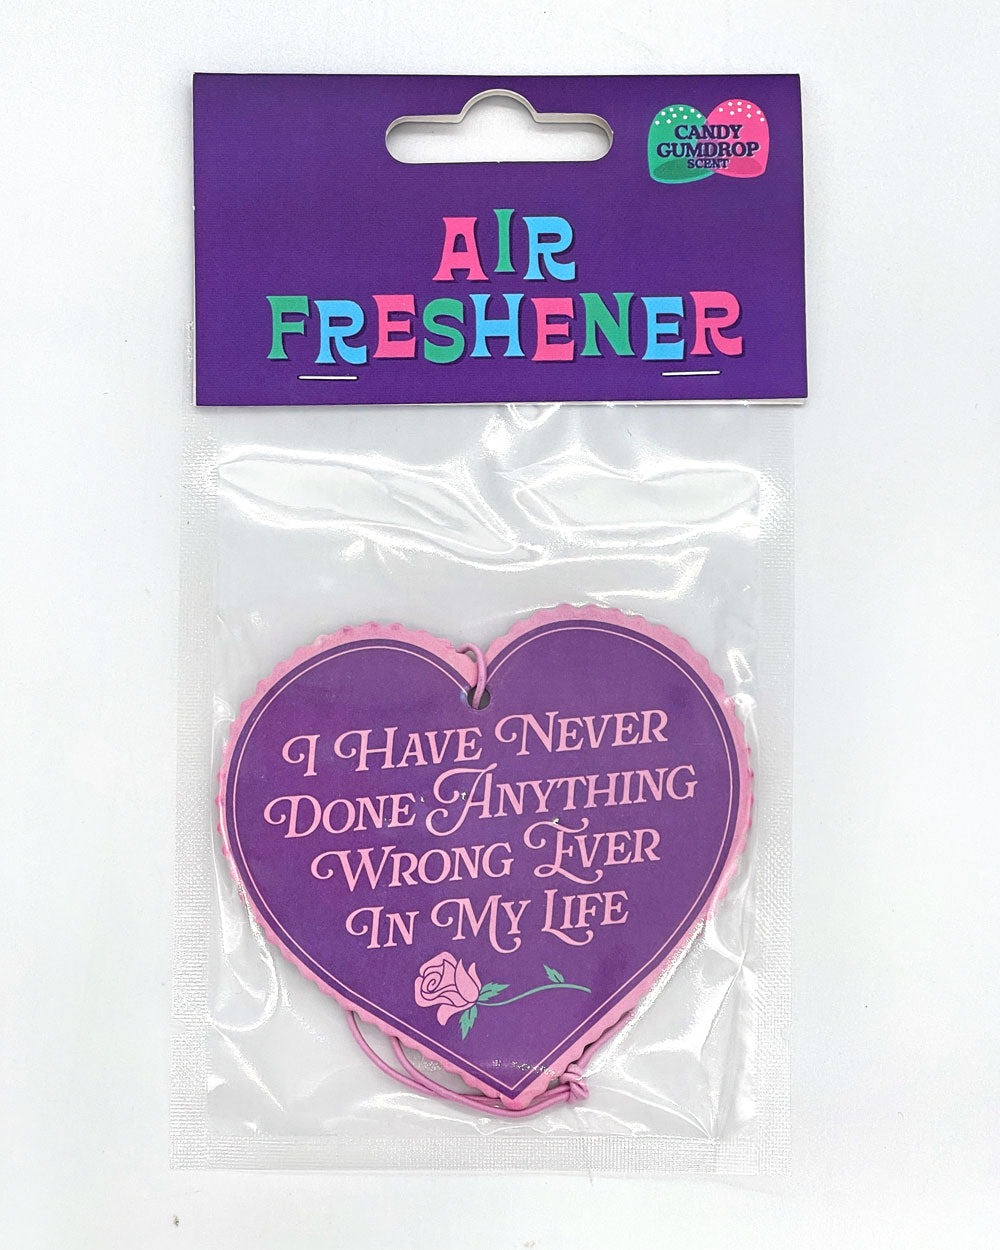 CANDY
GUMDROP
SCENT
AIR
FRESHENER
I HAVE NEVER
DONE ANYTHING
WRONG EVER
IN MY LIFE